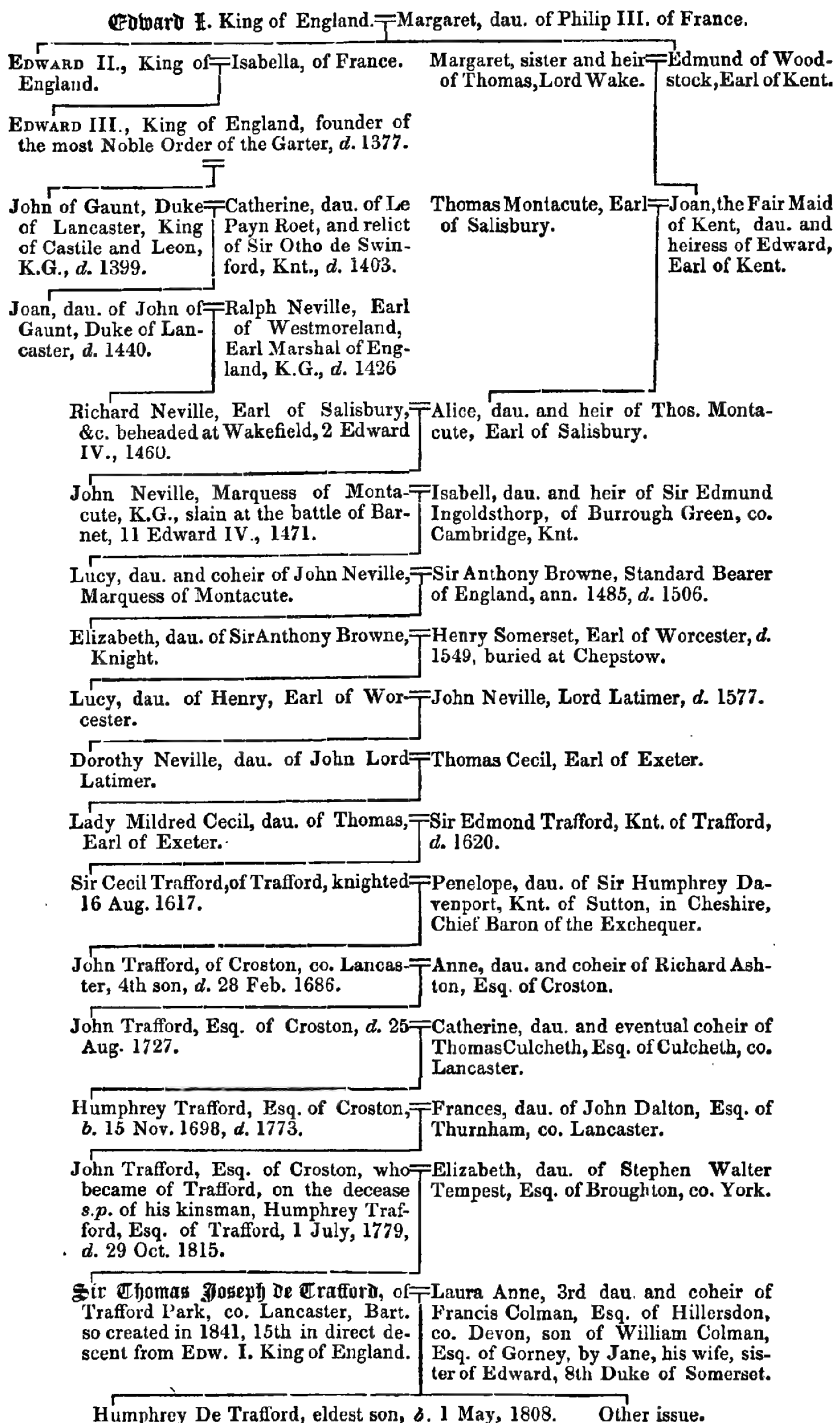 Edward I. King of England.=Margaret, dau. of Philip III. of France.
EDWARD II., King of=Isabella, of France.
England.
Margaret, sister and heir=Edmund of Wood-
of Thomas, Lord Wake. stock, Earl of Kent.
EDWARD III., King of England, founder of
the most Noble Order of the Garter, d. 1377.
=
John of Gaunt, Duke=Catherine, dau. of Le
of Lancaster, King Payn Roet, and relict
of Castile and Leon, of Sir Otho de Swin-
K.G., d. 1399. ford, Knt., d. 1403.
Thomas Montacute, Earl=Joan, the Fair Maid
of Salisbury. of Kent, dau. and
heiress of Edward,
Earl of Kent.
Joan, dau. of John of=Ralph Neville, Earl
Gaunt, Duke of Lan- of Westmoreland,
caster, d. 1440. Earl Marshal of Eng-
land, K.G., d. 1426
Richard Neville, Earl of Salisbury,=Alice, dau. and heir of Thos. Monta-
&c. beheaded at Wakefield, 2 Edward cute, Earl of Salisbury.
IV., 1460.
John Neville, Marquess of Monta-=Isabell, dau. and heir of Sir Edmund
cute, K.G., slain at the battle of Bar- Ingoldsthorp, of Burrough Green, co.
net, 11 Edward IV., 1471. Cambridge, Knt.
Lucy, dau. and coheir of John Neville,=Sir Anthony Browne, Standard Bearer
Marquess of Montacute. of England, ann. 1485, d. 1506.
Elizabeth, dau. of Sir Anthony Browne,=Henry Somerset, Earl of Worcester, d.
Knight. 1549, buried at Chepstow.
Lucy, dau. of Henry, Earl of Wor-=John Neville, Lord Latimer, d. 1577.
cester.
Dorothy Neville, dau. of John Lord=Thomas Cecil, Earl of Exeter.
Latimer.
Lady Mildred Cecil, dau. of Thomas,=Sir Edmond Trafford, Knt. of Trafford,
Earl of Exeter. d. 1620.
Sir Cecil Trafford, of Trafford, knighted=Penelope, dau. of Sir Humphrey Da-
16 Aug. 1617. venport, Knt. of Sutton, in Cheshire,
Chief Baron of the Exchequer.
John Trafford, of Croston, co. Lancas-=Anne, dau. and coheir of Richard Ash-
ter, 4th son, d. 28 Feb. 1686. ton, Esq. of Croston.
John Trafford, Esq. of Croston, d. 25=Catherine, dau. and eventual coheir of
Aug. 1727. Thomas Culcheth, Esq. of Culcheth, co.
Lancaster.
Humphrey Trafford, Esq. of Croston,=Frances, dau. of John Dalton, Esq. of
b. 15 Nov. 1698, d. 1773. Thurnham, co. Lancaster.
John Trafford, Esq. of Croston, who=Elizabeth, dau. of Stephen Walter
became of Trafford, on the decease Tempest, Esq. of Broughton, co. York.
s.p. of his kinsman, Humphrey Traf-
ford, Esq. of Trafford, 1 July, 1779,
d. 29 Oct. 1815.
Sir Thomas Joseph de Trafford, of=Laura Anne, 3rd dau. and coheir of
Trafford Park, co. Lancaster, Bart. Francis Colman, Esq. of Hillersdon,
so created in 1841, 15th in direct de- co. Devon, son of William Colman,
scent from EDW. I. King of England. Esq. of Gorney, by Jane, his wife, sis-
ter of Edward, 8th Duke of Somerset.
Humphrey De Trafford, eldest son, b. 1 May, 1808. Other issue.